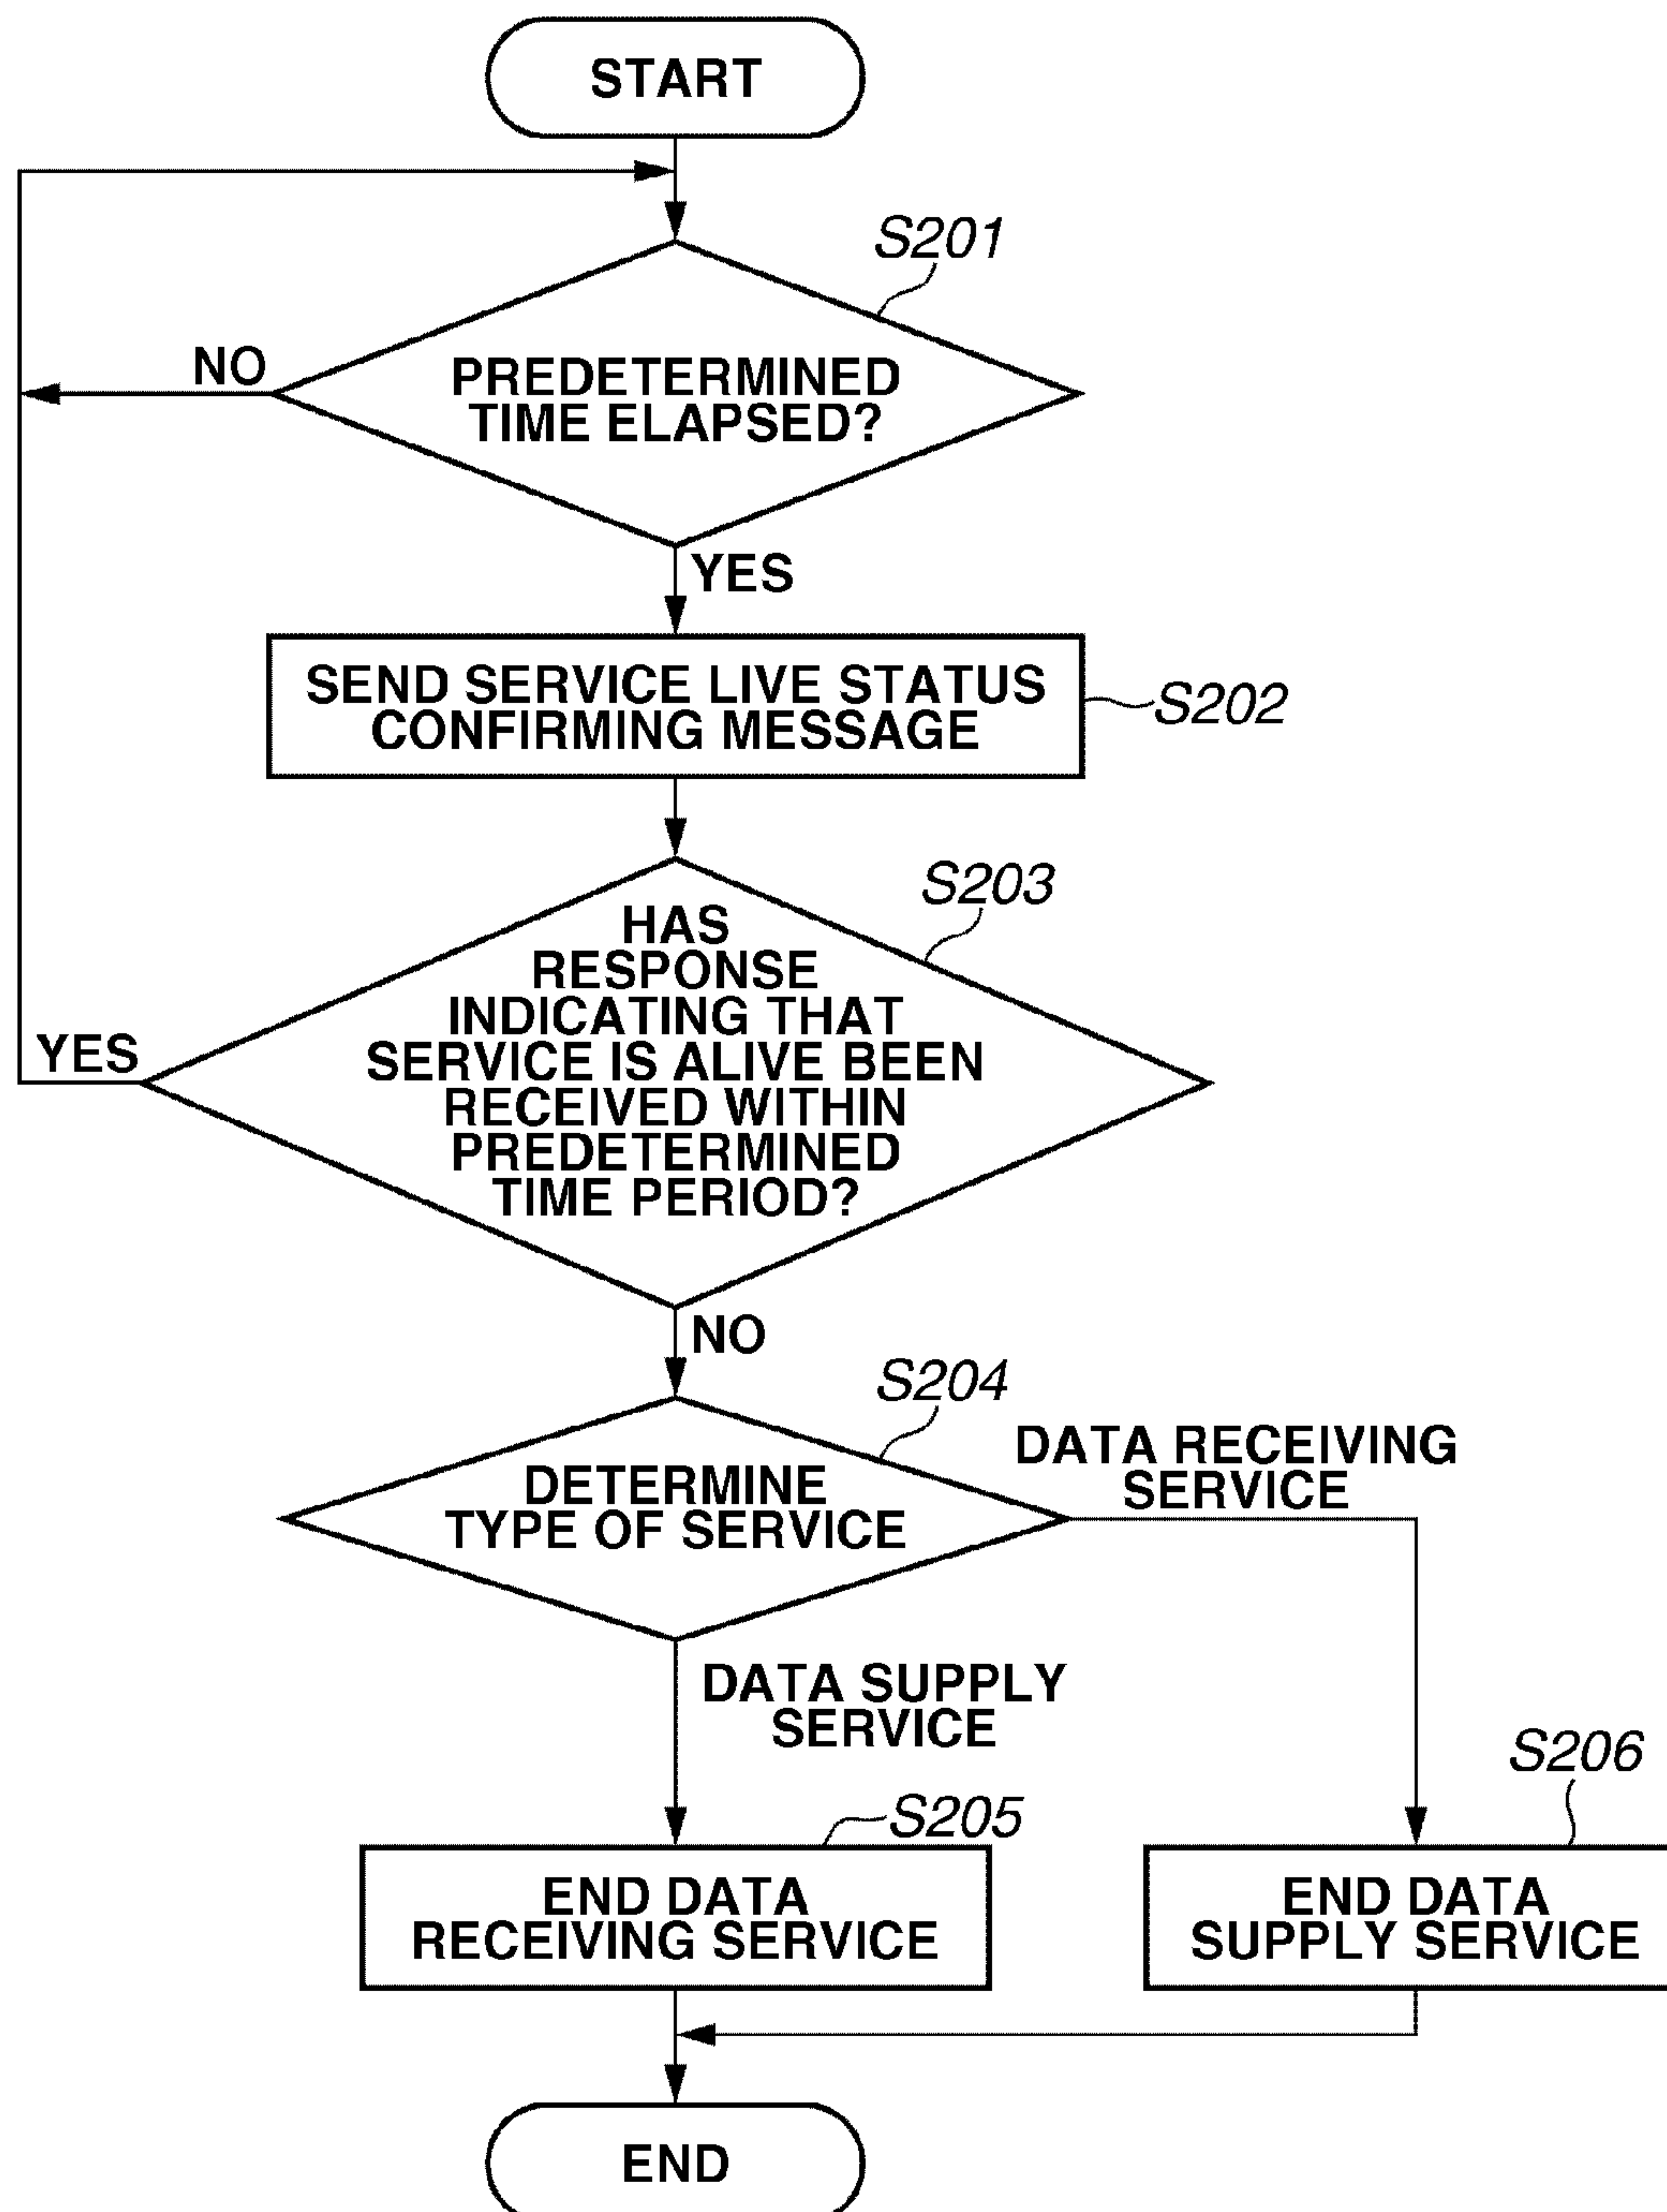 START
S201
NO
PREDETERMINED
TIME ELAPSED?
YES
SEND SERVICE LIVE STATUS
CONFIRMING MESSAGE
S202
S203
HAS
RESPONSE
INDICATING THAT
SERVICE IS ALIVE BEEN
RECEIVED WITHIN
PREDETERMINED
TIME PERIOD?
YES
NO
S204
DETERMINE
TYPE OF SERVICE
DATA RECEIVING
SERVICE
DATA SUPPLY
SERVICE
S205
S206
END DATA
RECEIVING SERVICE
END DATA
SUPPLY SERVICE
END